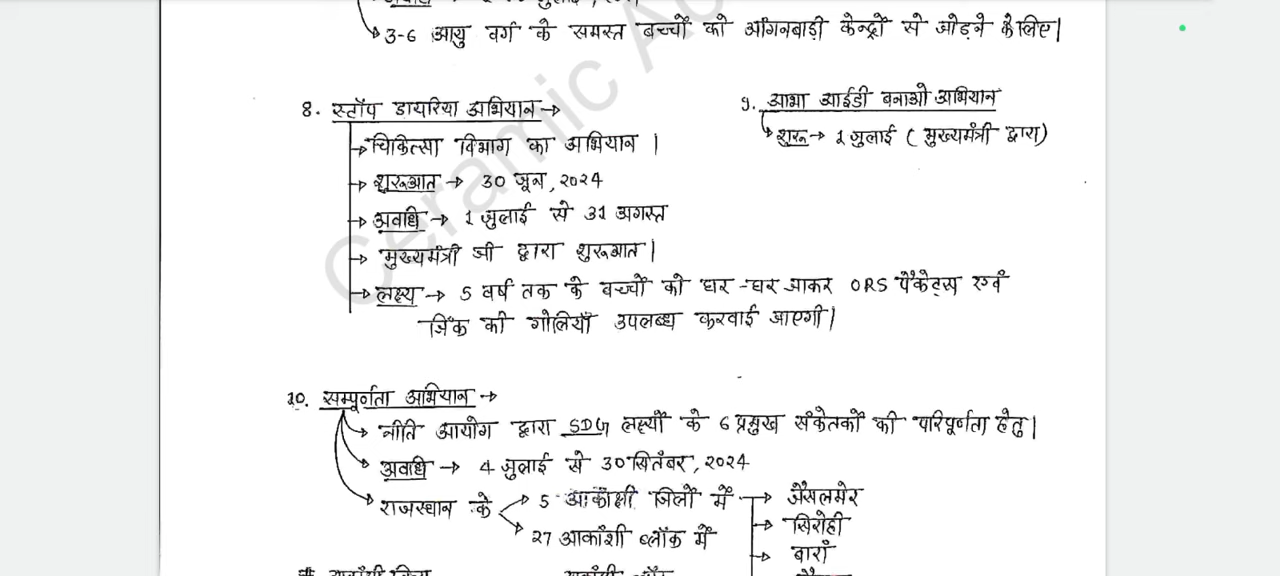 3-6 आयु वर्ग के समस्त बच्चों को आँगनबाड़ी केन्द्रों से जोड़ने के लिए|
8. स्टॉप डायरिया अभियान→
→ चिकित्सा विभाग का अभियान |
→ शुरूआत → 30 जून, 2024
→ अवधि → 1 जुलाई से 31 अगस्त
→ मुख्यमंत्री जी द्वारा शुरूआत |
→ लक्ष्य → 5 वर्ष तक के बच्चों को घर-घर जाकर ORS पैकेट्स एवं
जिंक की गोलियाँ उपलब्ध करवाई जाएगी|
9. आभा आईडी बनाओ अभियान
→ शुरू → 1 जुलाई ( मुख्यमंत्री द्वारा)
10. सम्पूर्णता अभियान →
→ नीति आयोग द्वारा SDG लक्ष्यों के 6 प्रमुख संकेतकों की परिपूर्णता हेतु|
→ अवधि → 4 जुलाई से 30 सितंबर, 2024
→ राजस्थान के → 5 आकांक्षी जिलों में → जैसलमेर
→ 27 आकांशी ब्लॉक में → सिरोही
→ बारां
Ceramic